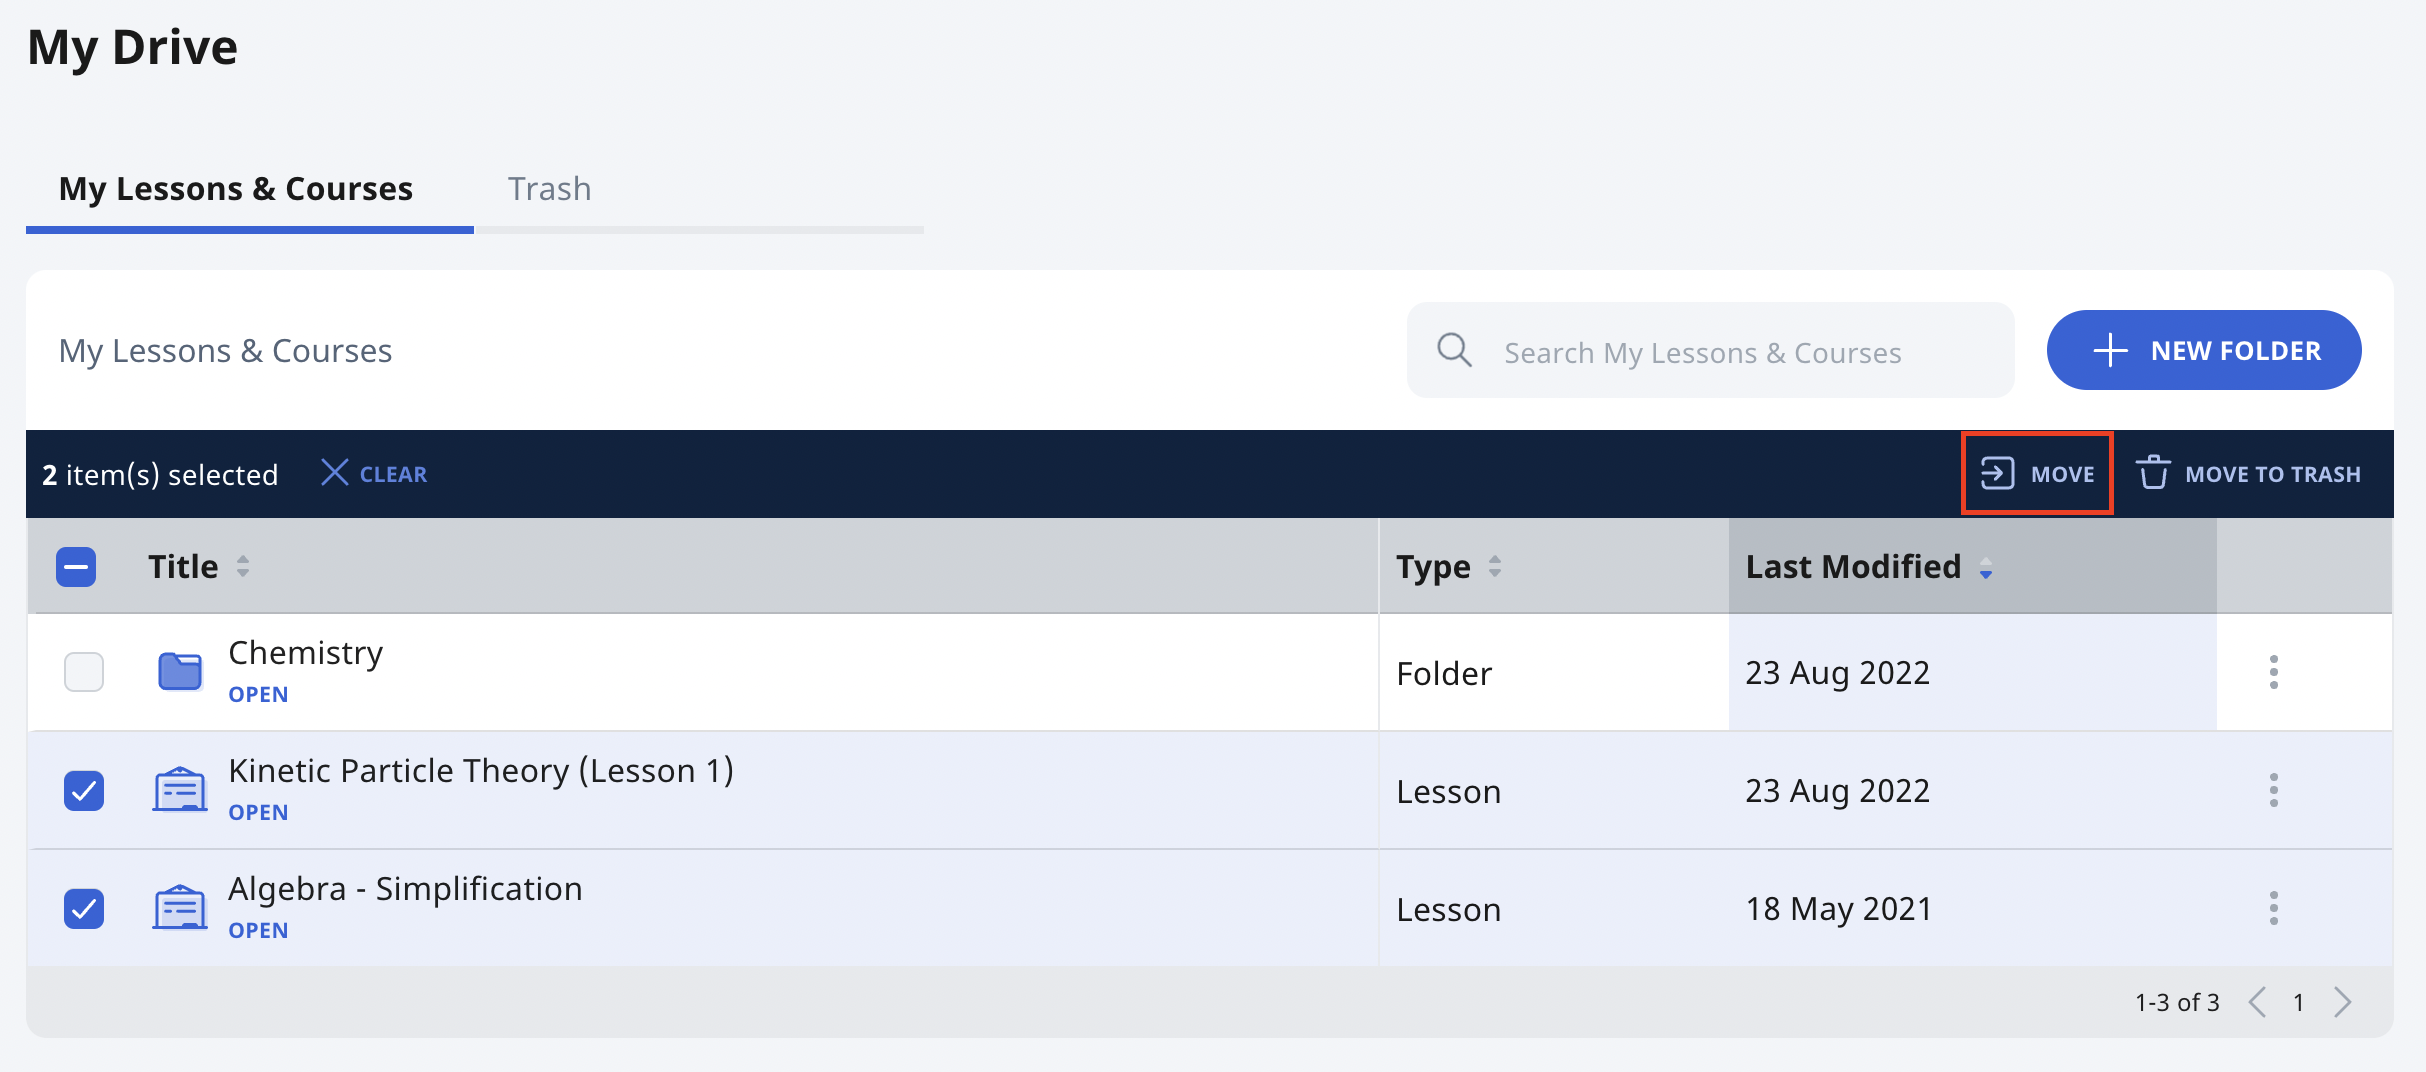 My Drive
My Lessons & Courses
Trash
My Lessons & Courses
Search My Lessons & Courses
NEW FOLDER
2 item(s) selected
CLEAR
MOVE
MOVE TO TRASH
Title
Type
Last Modified
Chemistry
OPEN
Folder
23 Aug 2022
Kinetic Particle Theory (Lesson 1)
OPEN
Lesson
23 Aug 2022
Algebra - Simplification
OPEN
Lesson
18 May 2021
1-3 of 3
1